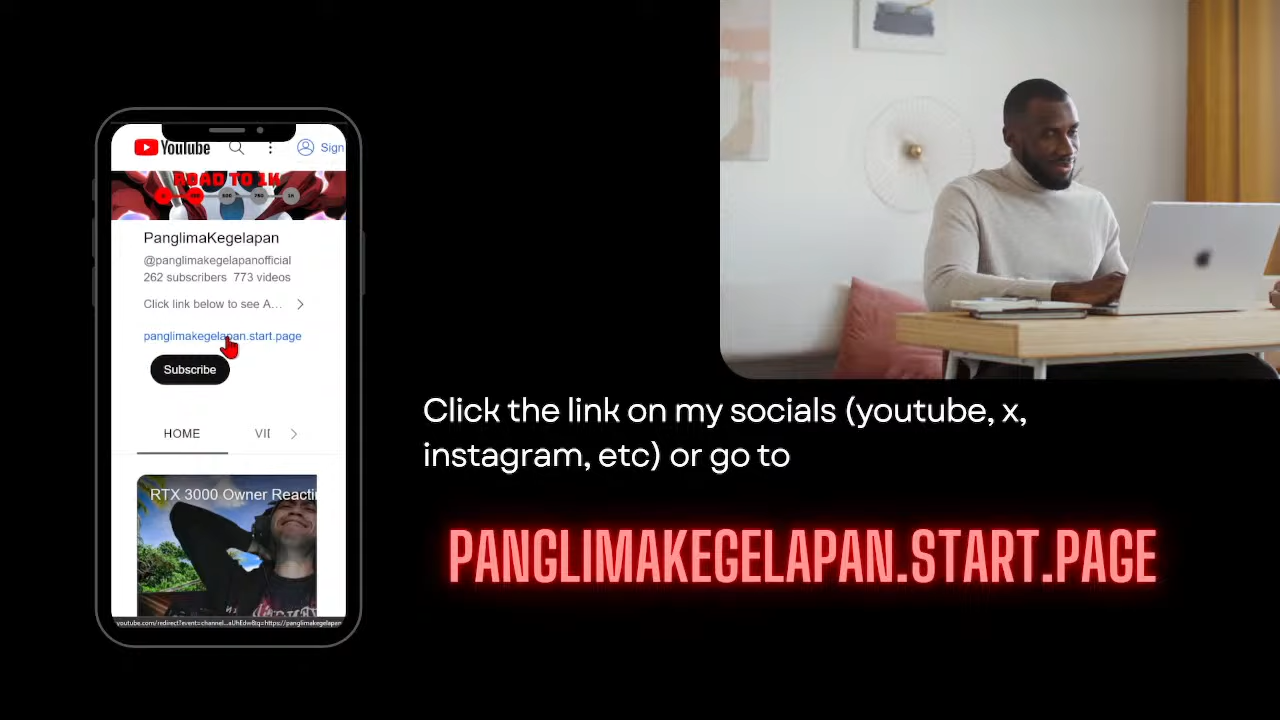 YouTube
Sign
ROAD TO 1K
PanglimaKegelapan
@panglimakegelapanofficial
262 subscribers 773 videos
Click link below to see A...
panglimakegelapan.start.page
Subscribe
HOME
RTX 3000 Owner Reactin
Click the link on my socials (youtube, x,
instagram, etc) or go to
PANGLIMAKEGELAPAN.START.PAGE